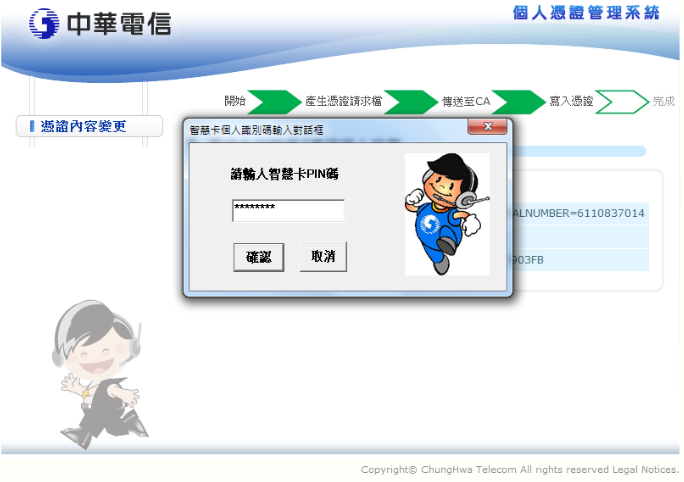 中華電信
個人憑證管理系統
開始 產生憑證請求檔 傳送至CA 寫入憑證 完成
憑證內容變更
智慧卡個人識別碼輸入對話框
x
請輸入智慧卡PIN碼
********
ALNUMBER=6110837014
確認 取消
903FB
Copyright© ChungHwa Telecom All rights reserved Legal Notices.